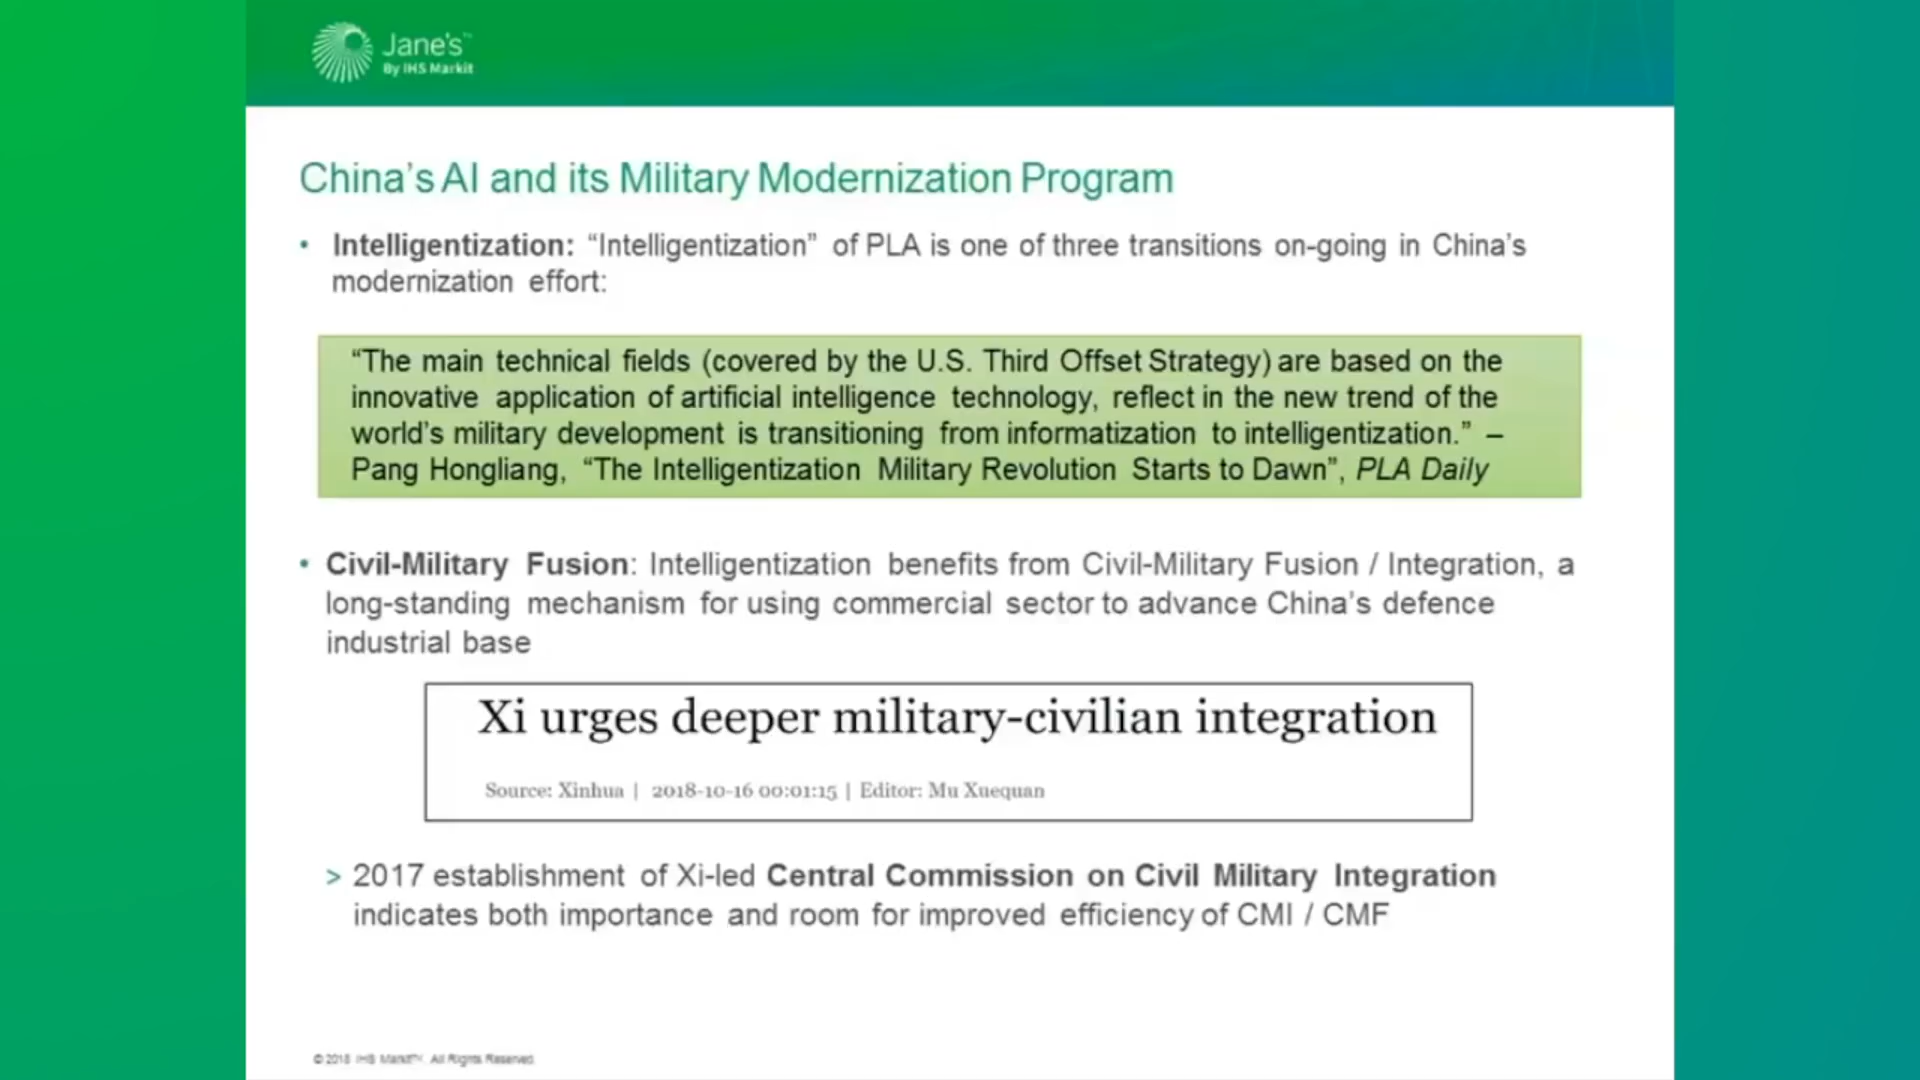 Jane's™
By IHS Markit
China's AI and its Military Modernization Program
• Intelligentization: “Intelligentization” of PLA is one of three transitions on-going in China's
modernization effort:
“The main technical fields (covered by the U.S. Third Offset Strategy) are based on the
innovative application of artificial intelligence technology, reflect in the new trend of the
world's military development is transitioning from informatization to intelligentization.” –
Pang Hongliang, “The Intelligentization Military Revolution Starts to Dawn”, PLA Daily
• Civil-Military Fusion: Intelligentization benefits from Civil-Military Fusion / Integration, a
long-standing mechanism for using commercial sector to advance China's defence
industrial base
Xi urges deeper military-civilian integration
Source: Xinhua | 2018-10-16 00:01:15 | Editor: Mu Xuequan
> 2017 establishment of Xi-led Central Commission on Civil Military Integration
indicates both importance and room for improved efficiency of CMI / CMF
© 2018 IHS Markit™. All Rights Reserved.